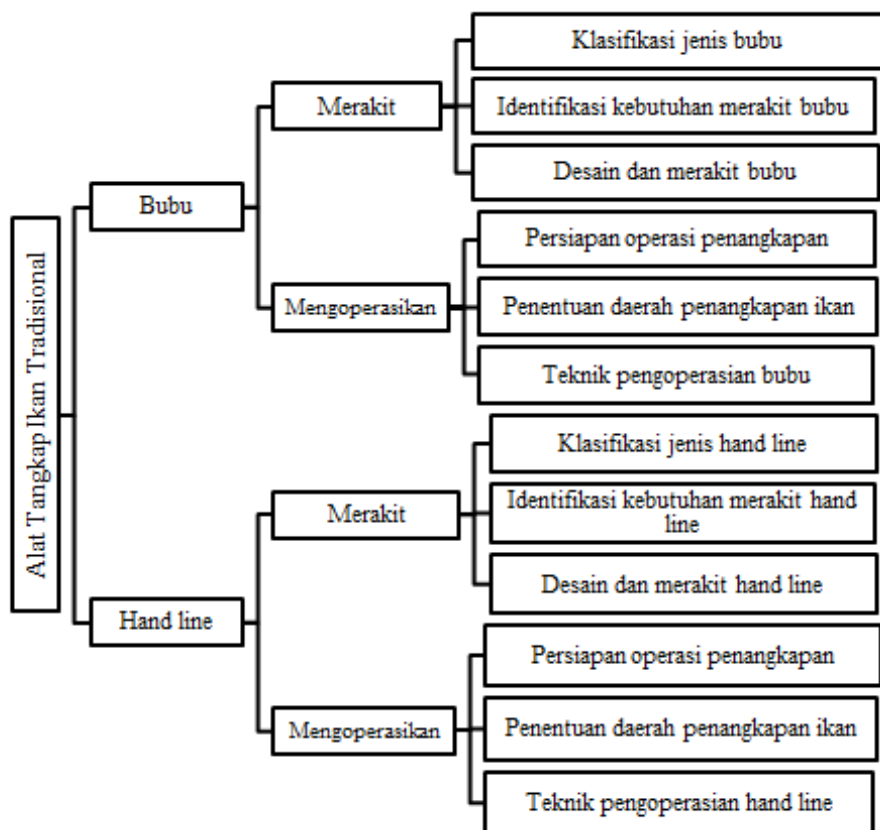 Alat Tangkap Ikan Tradisional
Bubu
Merakit
Klasifikasi jenis bubu
Identifikasi kebutuhan merakit bubu
Desain dan merakit bubu
Mengoperasikan
Persiapan operasi penangkapan
Penentuan daerah penangkapan ikan
Teknik pengoperasian bubu
Hand line
Merakit
Klasifikasi jenis hand line
Identifikasi kebutuhan merakit hand
line
Desain dan merakit hand line
Mengoperasikan
Persiapan operasi penangkapan
Penentuan daerah penangkapan ikan
Teknik pengoperasian hand line